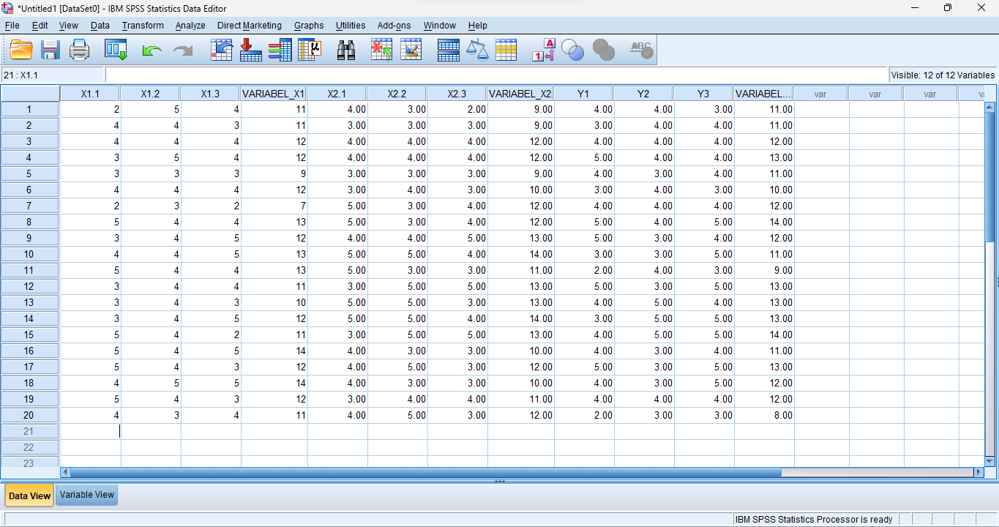 *Untitled1 [DataSet0] - IBM SPSS Statistics Data Editor
File Edit View Data Transform Analyze Direct Marketing Graphs Utilities Add-ons Window Help
21 : X1.1 Visible: 12 of 12 Variables
X1.1 X1.2 X1.3 VARIABEL_X1 X2.1 X2.2 X2.3 VARIABEL_X2 Y1 Y2 Y3 VARIABEL... var var var
1 2 5 4 11 4.00 3.00 2.00 9.00 4.00 4.00 3.00 11.00
2 4 4 3 11 3.00 3.00 3.00 9.00 3.00 4.00 4.00 11.00
3 4 4 4 12 4.00 4.00 4.00 12.00 4.00 4.00 4.00 12.00
4 3 5 4 12 4.00 4.00 4.00 12.00 5.00 4.00 4.00 13.00
5 3 3 3 9 3.00 3.00 3.00 9.00 4.00 3.00 4.00 11.00
6 4 4 4 12 3.00 4.00 3.00 10.00 3.00 4.00 3.00 10.00
7 2 3 2 7 5.00 3.00 4.00 12.00 4.00 4.00 4.00 12.00
8 5 4 4 13 5.00 3.00 4.00 12.00 5.00 4.00 5.00 14.00
9 3 4 5 12 4.00 4.00 5.00 13.00 5.00 3.00 4.00 12.00
10 4 4 5 13 5.00 5.00 4.00 14.00 3.00 3.00 5.00 11.00
11 5 4 4 13 5.00 3.00 3.00 11.00 2.00 4.00 3.00 9.00
12 3 4 4 11 3.00 5.00 5.00 13.00 5.00 3.00 5.00 13.00
13 3 4 3 10 5.00 5.00 3.00 13.00 4.00 5.00 4.00 13.00
14 3 4 5 12 5.00 5.00 4.00 14.00 3.00 5.00 5.00 13.00
15 5 4 2 11 3.00 5.00 5.00 13.00 4.00 5.00 5.00 14.00
16 5 4 5 14 4.00 3.00 3.00 10.00 4.00 3.00 4.00 11.00
17 5 4 3 12 4.00 5.00 3.00 12.00 5.00 3.00 5.00 13.00
18 4 5 5 14 4.00 3.00 3.00 10.00 4.00 3.00 5.00 12.00
19 5 4 3 12 3.00 4.00 4.00 11.00 4.00 4.00 4.00 12.00
20 4 3 4 11 4.00 5.00 3.00 12.00 2.00 3.00 3.00 8.00
21
22
23
Data View Variable View
IBM SPSS Statistics Processor is ready